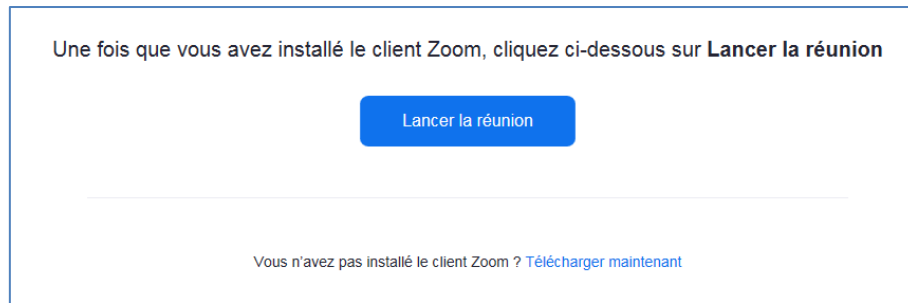 Une fois que vous avez installé le client Zoom, cliquez ci-dessous sur Lancer la réunion
Lancer la réunion
Vous n'avez pas installé le client Zoom ? Télécharger maintenant